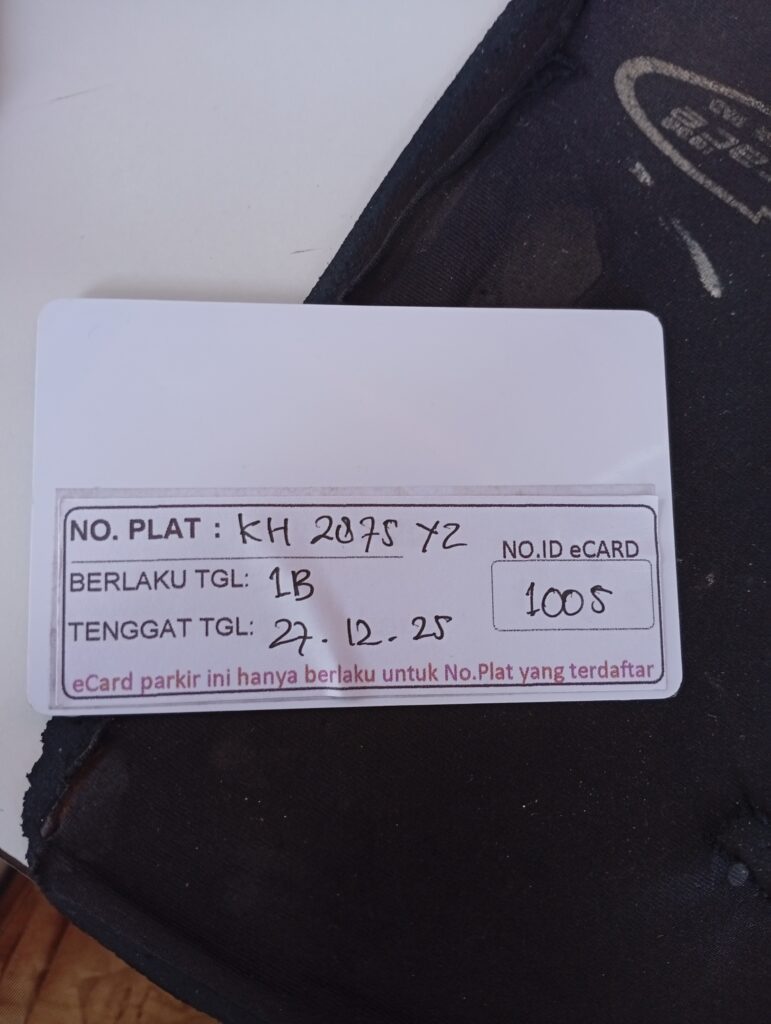 NO. PLAT : KH 2875 YZ
BERLAKU TGL: 1B
TENGGAT TGL: 27.12.25
NO.ID eCARD
1005
eCard parkir ini hanya berlaku untuk No.Plat yang terdaftar